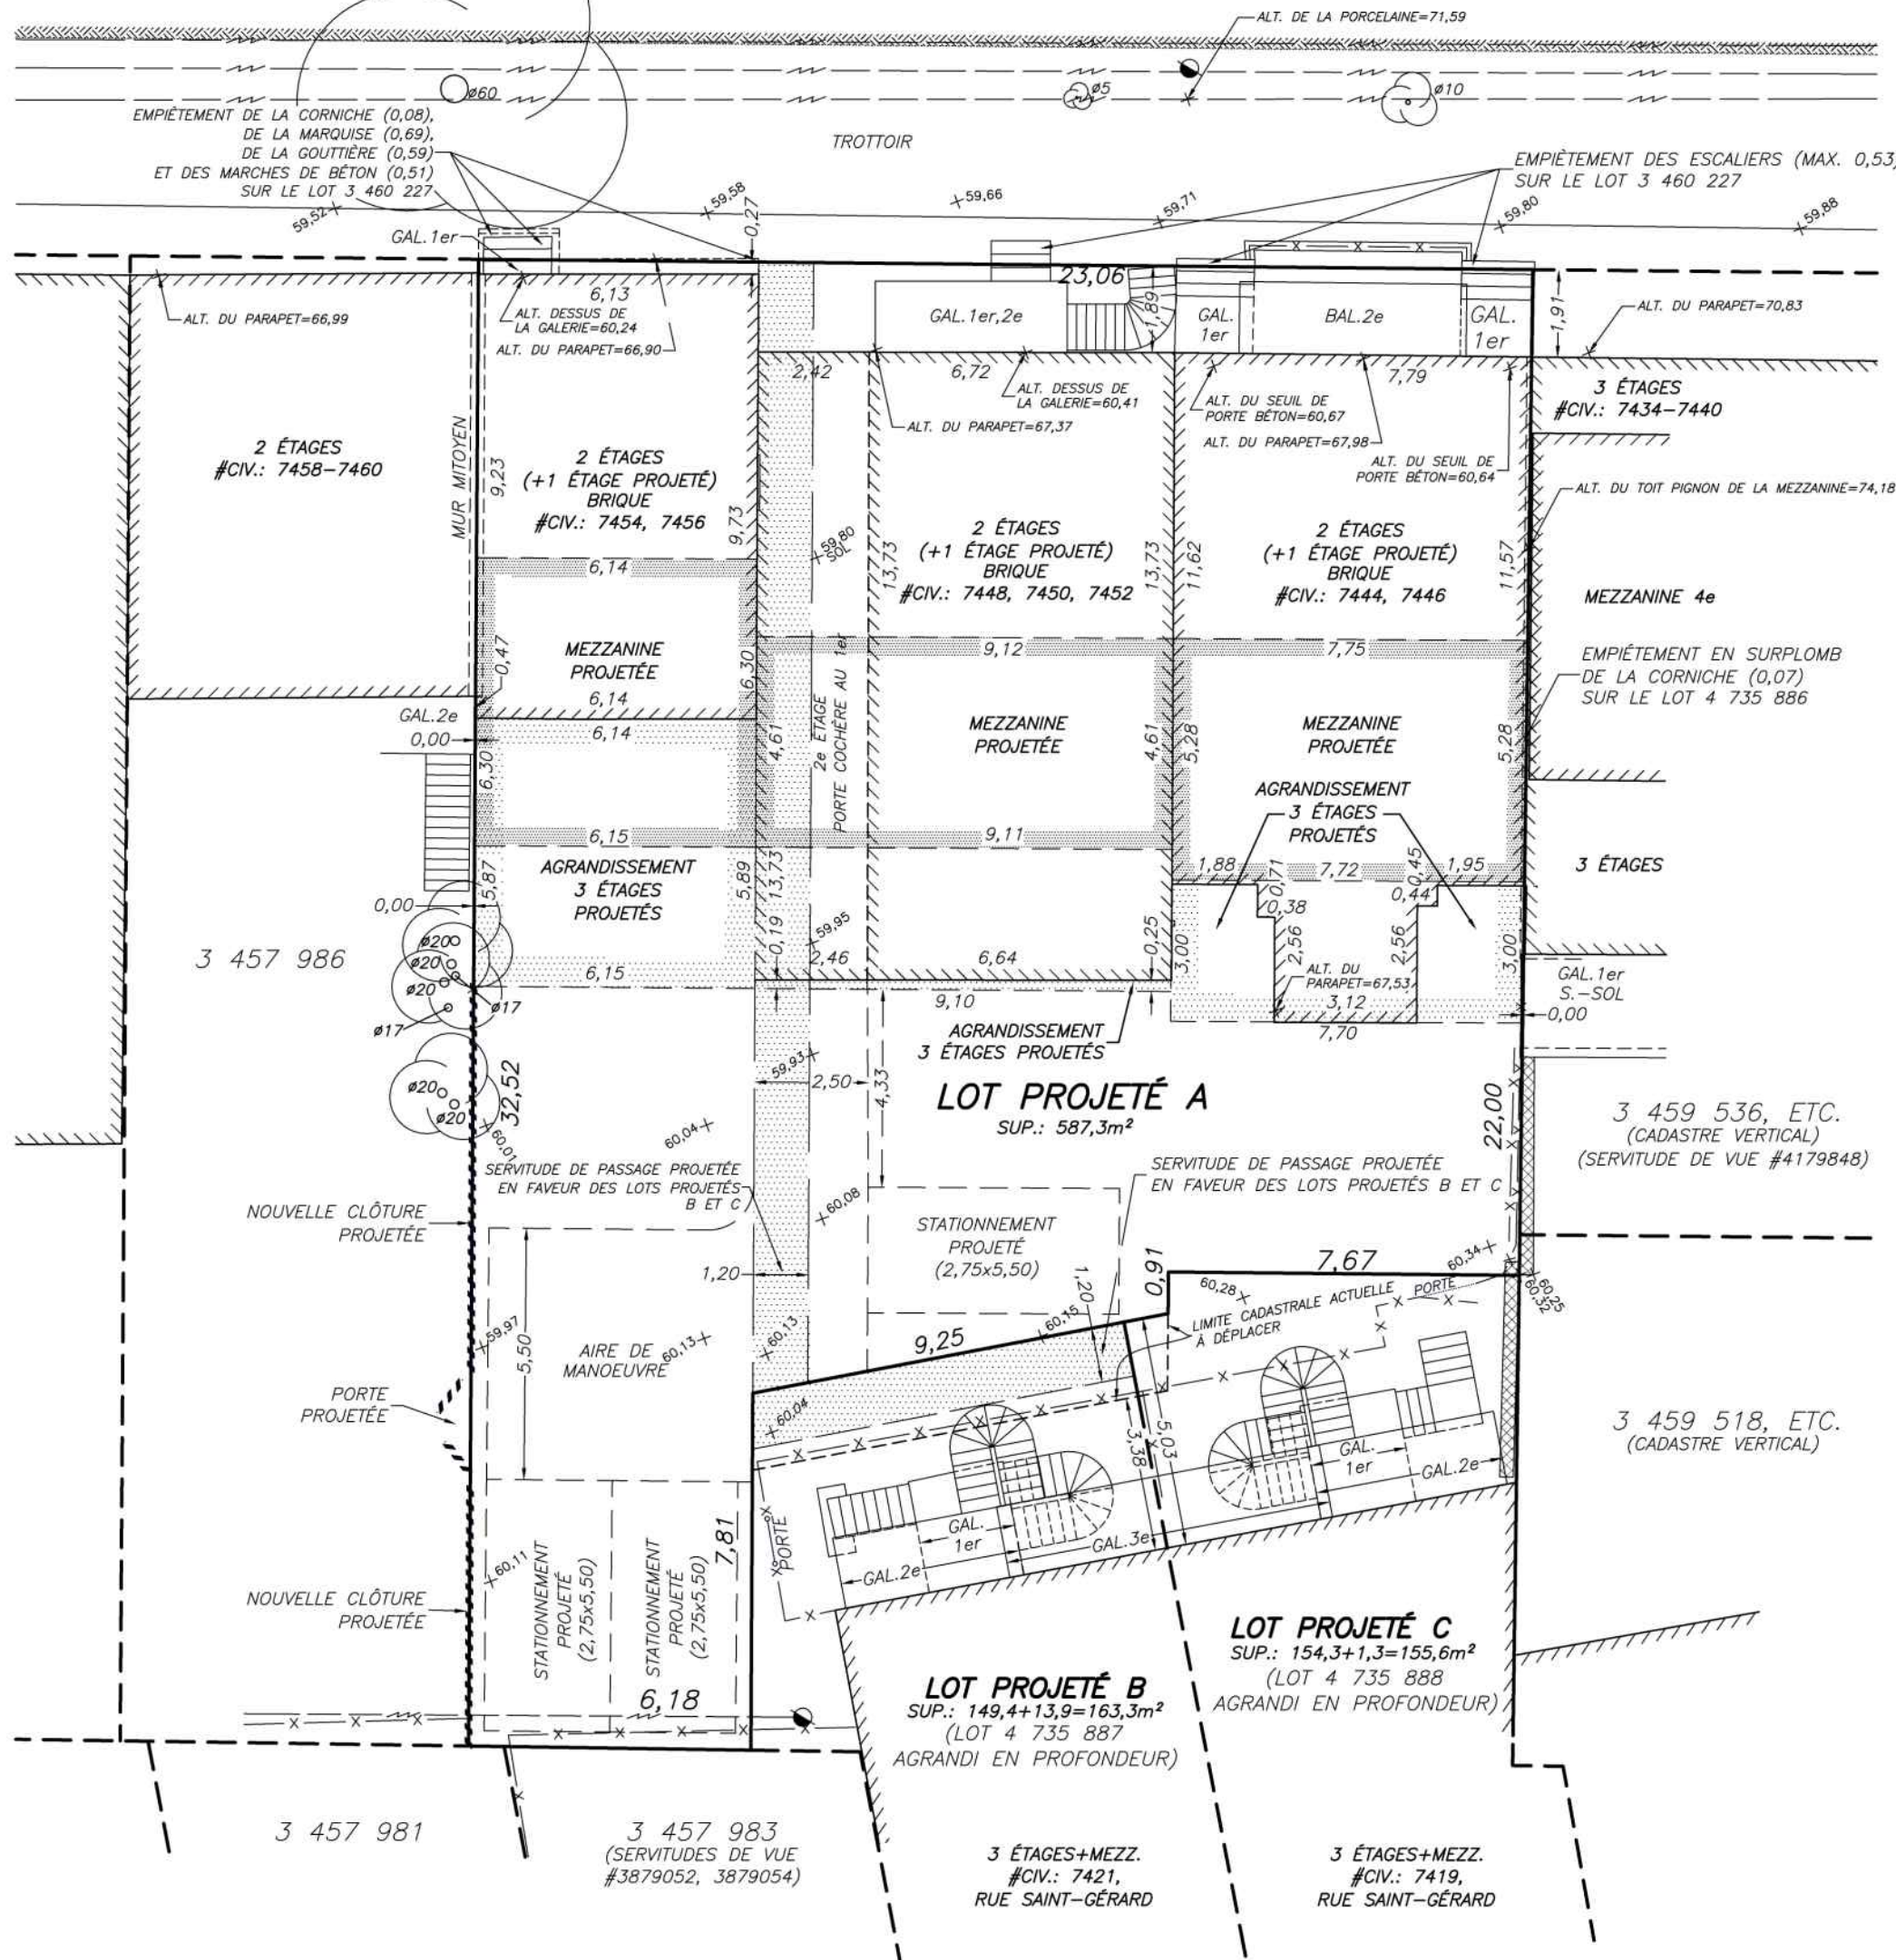 ALT. DE LA PORCELAINE=71,59
ø60
ø5
ø10
EMPIÈTEMENT DE LA CORNICHE (0,08),
DE LA MARQUISE (0,69),
DE LA GOUTTIÈRE (0,59)
ET DES MARCHES DE BÉTON (0,51)
SUR LE LOT 3 460 227
TROTTOIR
EMPIÈTEMENT DES ESCALIERS (MAX. 0,53)
SUR LE LOT 3 460 227
59,52
59,58
0,27
59,66
59,71
59,80
59,88
GAL.1er
23,06
6,13
1,89
1,91
ALT. DU PARAPET=66,99
ALT. DESSUS DE
LA GALERIE=60,24
ALT. DU PARAPET=66,90
GAL.1er,2e
GAL.
1er
BAL.2e
GAL.
1er
ALT. DU PARAPET=70,83
2,42
6,72
7,79
ALT. DESSUS DE
LA GALERIE=60,41
ALT. DU PARAPET=67,37
ALT. DU SEUIL DE
PORTE BÉTON=60,67
ALT. DU PARAPET=67,98
ALT. DU SEUIL DE
PORTE BÉTON=60,64
3 ÉTAGES
#CIV.: 7434-7440
ALT. DU TOIT PIGNON DE LA MEZZANINE=74,18
2 ÉTAGES
#CIV.: 7458-7460
MUR MITOYEN
9,23
2 ÉTAGES
(+1 ÉTAGE PROJETÉ)
BRIQUE
#CIV.: 7454, 7456
9,73
59,80
SOL
13,73
2 ÉTAGES
(+1 ÉTAGE PROJETÉ)
BRIQUE
#CIV.: 7448, 7450, 7452
13,73
11,62
2 ÉTAGES
(+1 ÉTAGE PROJETÉ)
BRIQUE
#CIV.: 7444, 7446
11,57
MEZZANINE 4e
6,14
0,47
MEZZANINE
PROJETÉE
6,30
6,14
9,12
7,75
EMPIÈTEMENT EN SURPLOMB
DE LA CORNICHE (0,07)
SUR LE LOT 4 735 886
GAL.2e
0,00
6,14
6,30
4,61
2e ÉTAGE
PORTE COCHÈRE AU 1er
MEZZANINE
PROJETÉE
4,61
5,28
MEZZANINE
PROJETÉE
5,28
AGRANDISSEMENT
3 ÉTAGES
PROJETÉS
6,15
9,11
1,88
0,71
7,72
0,45
1,95
3 ÉTAGES
5,87
AGRANDISSEMENT
3 ÉTAGES
PROJETÉS
5,89
13,73
0,19
0,38
0,44
0,00
3 457 986
ø20
ø20
ø20
ø17
ø17
59,95
2,46
6,64
0,25
3,00
2,56
2,56
3,00
6,15
ALT. DU
PARAPET=67,53
3,12
7,70
GAL.1er
S.-SOL
0,00
9,10
AGRANDISSEMENT
3 ÉTAGES PROJETÉS
59,93
2,50
4,33
LOT PROJETÉ A
SUP.: 587,3m²
ø20
ø20
32,52
60,01
60,04
22,00
3 459 536, ETC.
(CADASTRE VERTICAL)
(SERVITUDE DE VUE #4179848)
SERVITUDE DE PASSAGE PROJETÉE
EN FAVEUR DES LOTS PROJETÉS
B ET C
60,08
SERVITUDE DE PASSAGE PROJETÉE
EN FAVEUR DES LOTS PROJETÉS B ET C
NOUVELLE CLÔTURE
PROJETÉE
STATIONNEMENT
PROJETÉ
(2,75x5,50)
1,20
1,20
0,91
7,67
60,34
60,25
60,32
60,28
LIMITE CADASTRALE ACTUELLE
À DÉPLACER
PORTE
59,97
5,50
AIRE DE
MANOEUVRE
60,13
60,13
9,25
60,15
PORTE
PROJETÉE
60,04
3,38
5,03
GAL.
1er
GAL.2e
3 459 518, ETC.
(CADASTRE VERTICAL)
60,11
STATIONNEMENT
PROJETÉ
(2,75x5,50)
STATIONNEMENT
PROJETÉ
(2,75x5,50)
7,81
PORTE
GAL.
1er
GAL.2e
GAL.3e
NOUVELLE CLÔTURE
PROJETÉE
6,18
LOT PROJETÉ B
SUP.: 149,4+13,9=163,3m²
(LOT 4 735 887
AGRANDI EN PROFONDEUR)
LOT PROJETÉ C
SUP.: 154,3+1,3=155,6m²
(LOT 4 735 888
AGRANDI EN PROFONDEUR)
3 457 981
3 457 983
(SERVITUDES DE VUE
#3879052, 3879054)
3 ÉTAGES+MEZZ.
#CIV.: 7421,
RUE SAINT-GÉRARD
3 ÉTAGES+MEZZ.
#CIV.: 7419,
RUE SAINT-GÉRARD